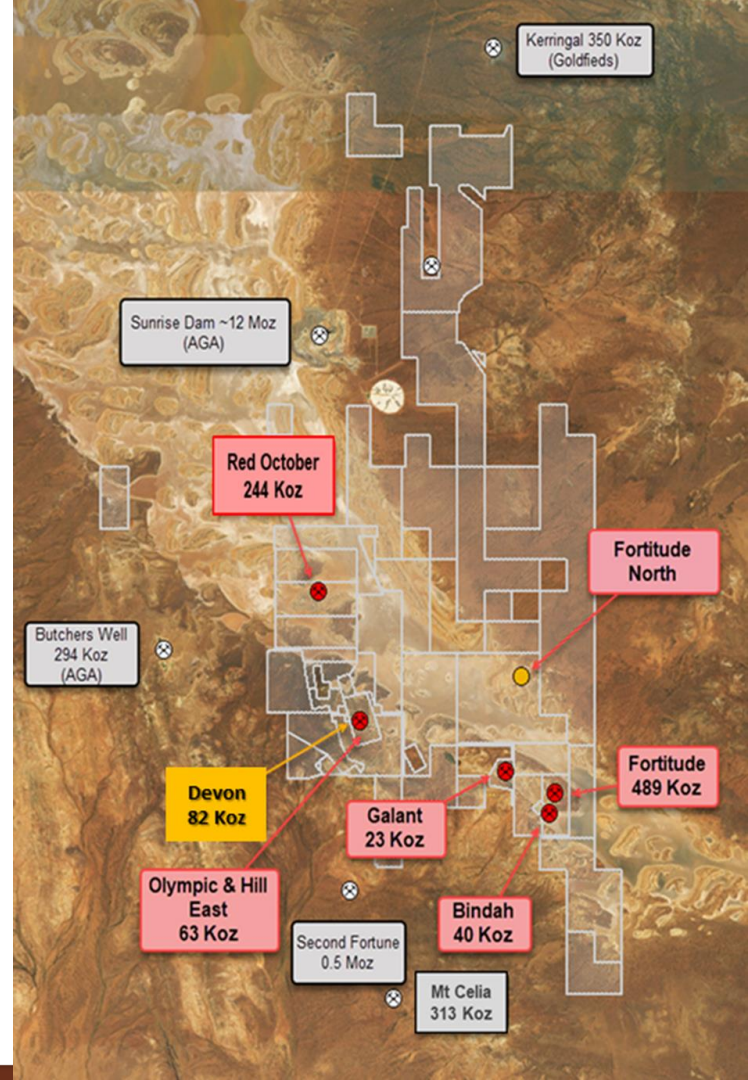 Kerringal 350 Koz
(Goldfieds)
Sunrise Dam ~12 Moz
(AGA)
Red October
244 Koz
Fortitude
North
Butchers Well
294 Koz
(AGA)
Devon
82 Koz
Fortitude
489 Koz
Galant
23 Koz
Olympic & Hill
East
63 Koz
Bindah
40 Koz
Second Fortune
0.5 Moz
Mt Celia
313 Koz